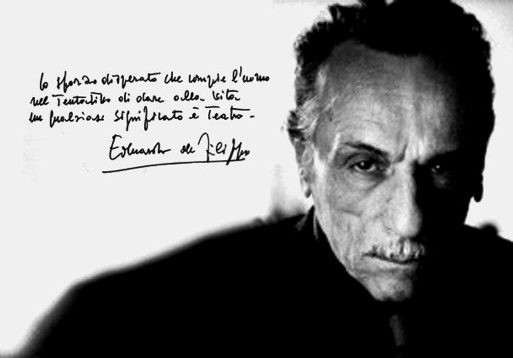 Lo sforzo disperato che compie l'uomo
nel tentativo di dare alla vita
un qualsiasi significato è teatro.
Eduardo de Filippo